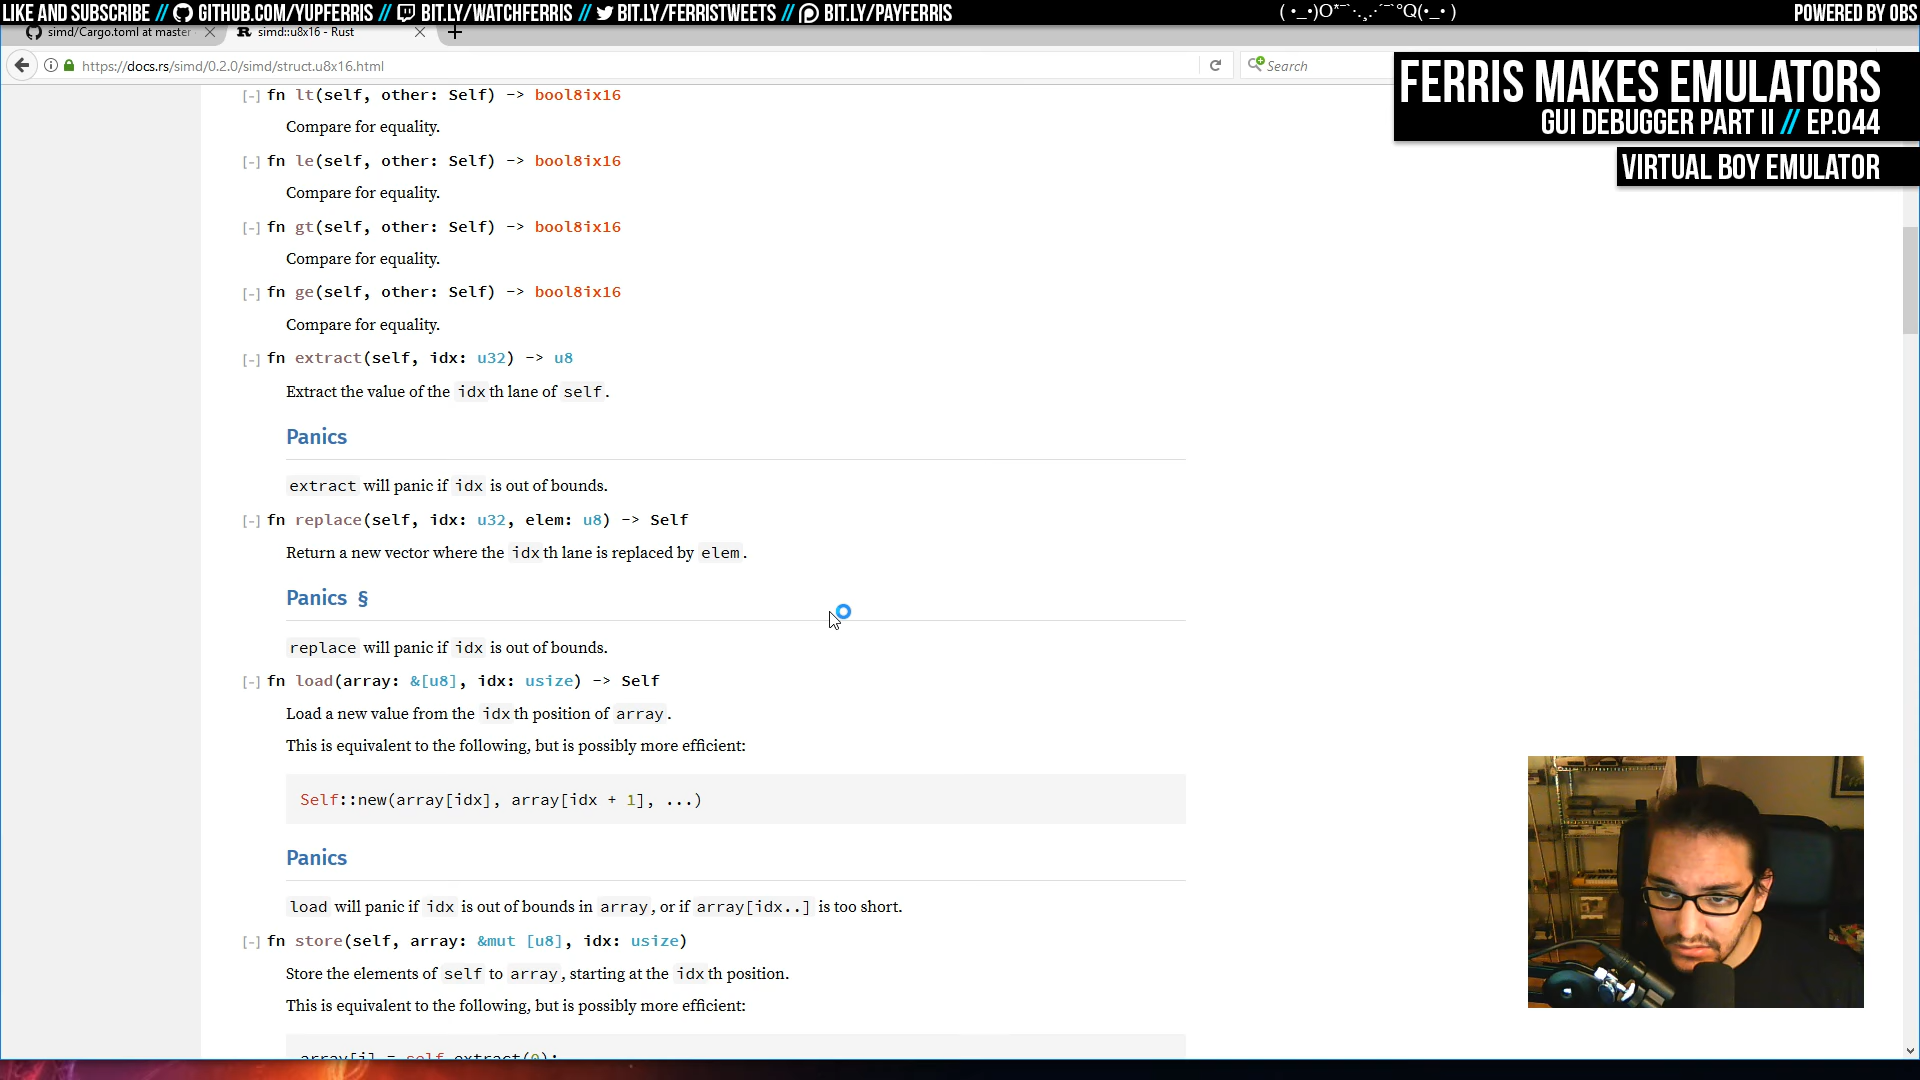 LIKE AND SUBSCRIBE // GITHUB.COM/YUPFERRIS // BIT.LY/WATCHFERRIS // BIT.LY/FERRISTWEETS // BIT.LY/PAYFERRIS
POWERED BY OBS
simd/Cargo.toml at master
simd::u8x16 - Rust
https://docs.rs/simd/0.2.0/simd/struct.u8x16.html
Search
FERRIS MAKES EMULATORS
GUI DEBUGGER PART II // EP.044
VIRTUAL BOY EMULATOR
[-] fn lt(self, other: Self) -> bool8ix16
Compare for equality.
[-] fn le(self, other: Self) -> bool8ix16
Compare for equality.
[-] fn gt(self, other: Self) -> bool8ix16
Compare for equality.
[-] fn ge(self, other: Self) -> bool8ix16
Compare for equality.
[-] fn extract(self, idx: u32) -> u8
Extract the value of the idxth lane of self.
Panics
extract will panic if idx is out of bounds.
[-] fn replace(self, idx: u32, elem: u8) -> Self
Return a new vector where the idxth lane is replaced by elem.
Panics §
replace will panic if idx is out of bounds.
[-] fn load(array: &[u8], idx: usize) -> Self
Load a new value from the idxth position of array.
This is equivalent to the following, but is possibly more efficient:
Self::new(array[idx], array[idx + 1], ...)
Panics
load will panic if idx is out of bounds in array, or if array[idx..] is too short.
[-] fn store(self, array: &mut [u8], idx: usize)
Store the elements of self to array, starting at the idxth position.
This is equivalent to the following, but is possibly more efficient:
array[i] = self.extract(0);